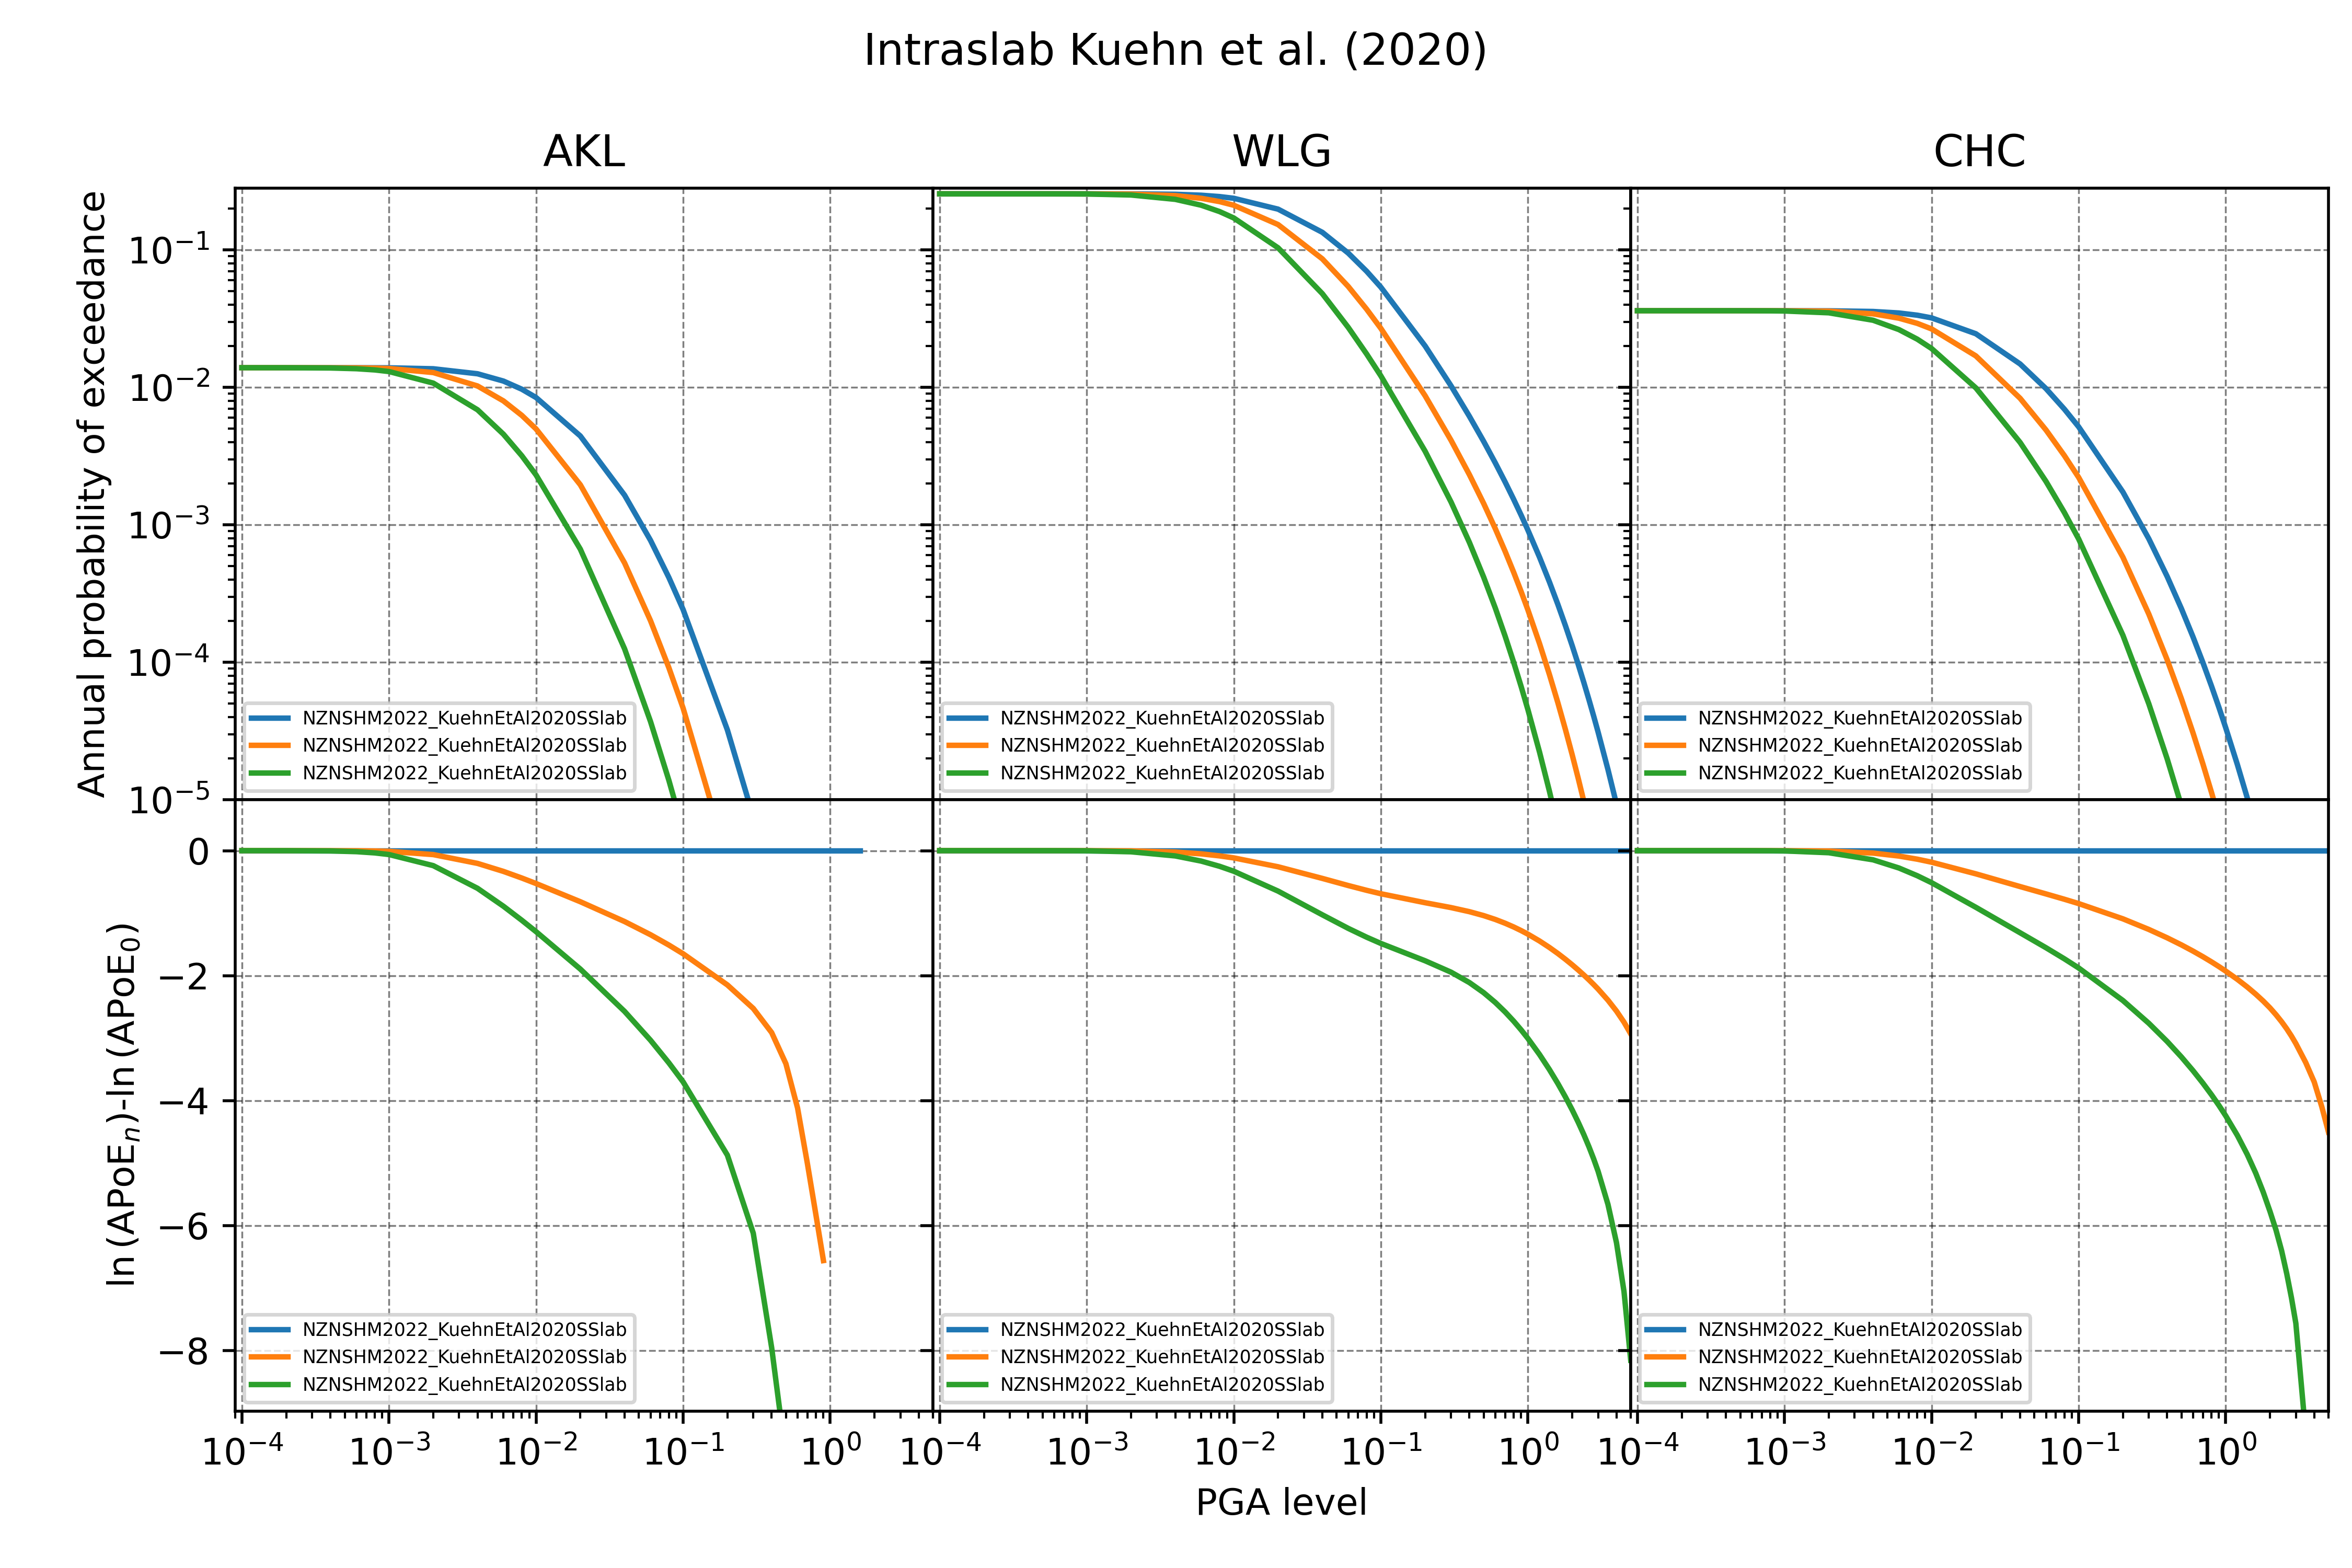 Intraslab Kuehn et al. (2020)
AKL
WLG
CHC
Annual probability of exceedance
10⁻¹
10⁻²
10⁻³
10⁻⁴
10⁻⁵
NZNSHM2022_KuehnEtAl2020SSlab
NZNSHM2022_KuehnEtAl2020SSlab
NZNSHM2022_KuehnEtAl2020SSlab
NZNSHM2022_KuehnEtAl2020SSlab
NZNSHM2022_KuehnEtAl2020SSlab
NZNSHM2022_KuehnEtAl2020SSlab
NZNSHM2022_KuehnEtAl2020SSlab
NZNSHM2022_KuehnEtAl2020SSlab
NZNSHM2022_KuehnEtAl2020SSlab
ln (APoEₙ)-ln (APoE₀)
0
−2
−4
−6
−8
NZNSHM2022_KuehnEtAl2020SSlab
NZNSHM2022_KuehnEtAl2020SSlab
NZNSHM2022_KuehnEtAl2020SSlab
NZNSHM2022_KuehnEtAl2020SSlab
NZNSHM2022_KuehnEtAl2020SSlab
NZNSHM2022_KuehnEtAl2020SSlab
NZNSHM2022_KuehnEtAl2020SSlab
NZNSHM2022_KuehnEtAl2020SSlab
NZNSHM2022_KuehnEtAl2020SSlab
10⁻⁴ 10⁻³ 10⁻² 10⁻¹ 10⁰ 10⁻⁴ 10⁻³ 10⁻² 10⁻¹ 10⁰ 10⁻⁴ 10⁻³ 10⁻² 10⁻¹ 10⁰
PGA level